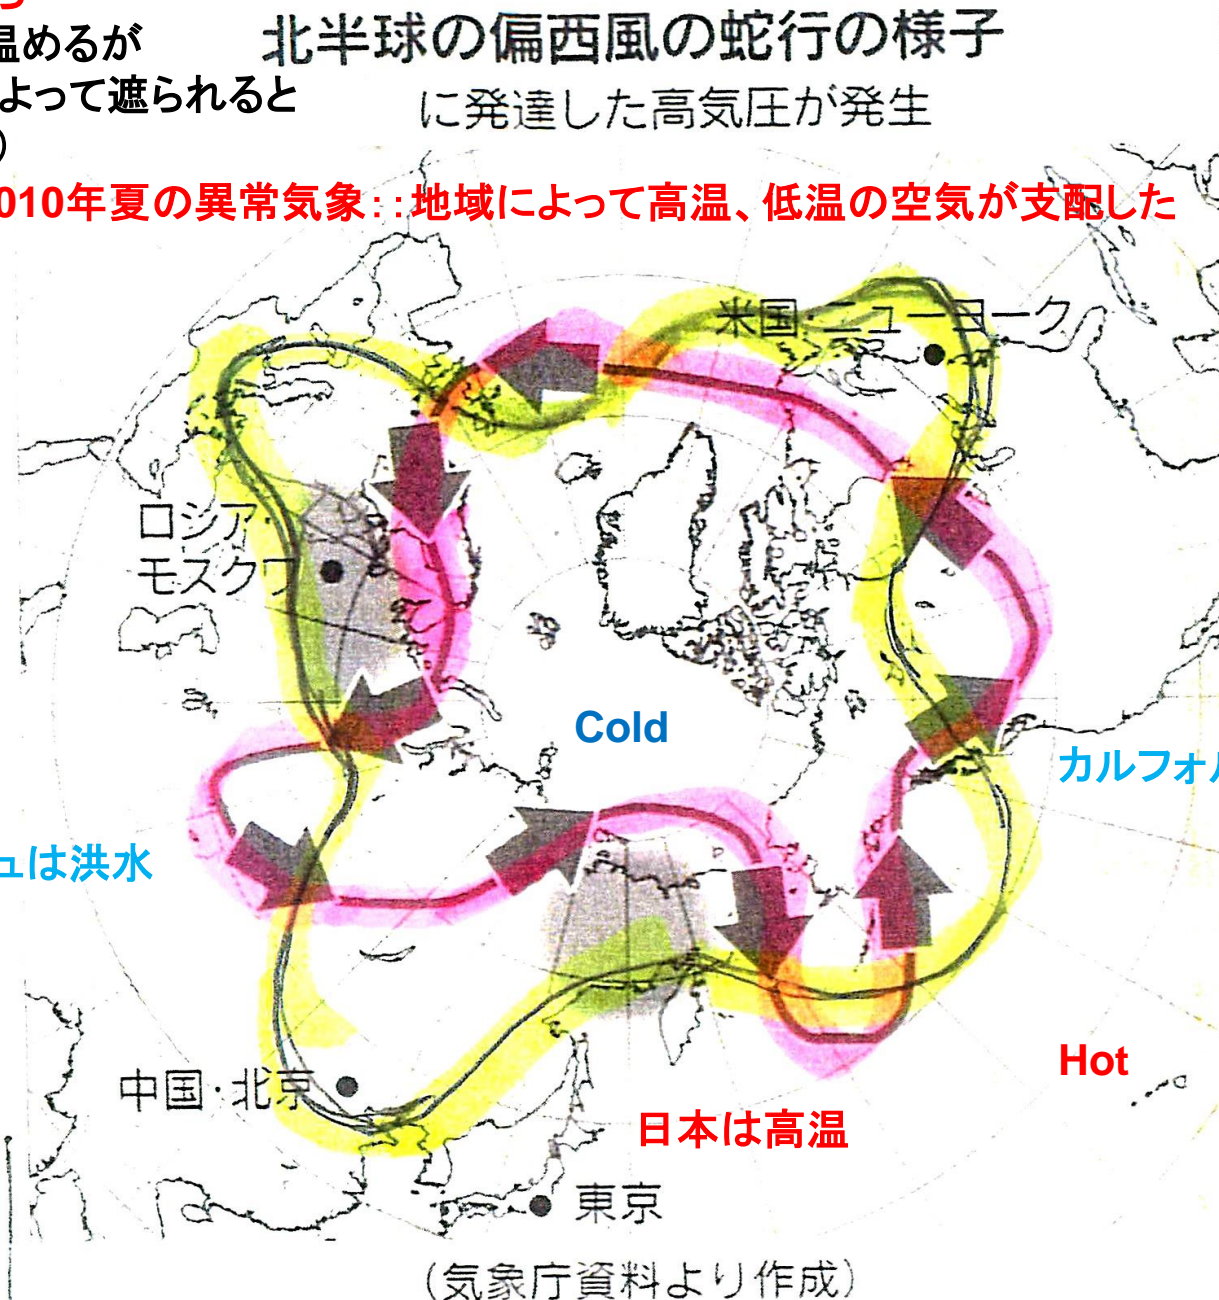 温めるが
北半球の偏西風の蛇行の様子
よって遮られると
に発達した高気圧が発生
)
010年夏の異常気象::地域によって高温、低温の空気が支配した
米国・ニューヨーク
ロシア・
モスクワ
Cold
カルフォル
ュは洪水
Hot
中国・北京
日本は高温
東京
(気象庁資料より作成)